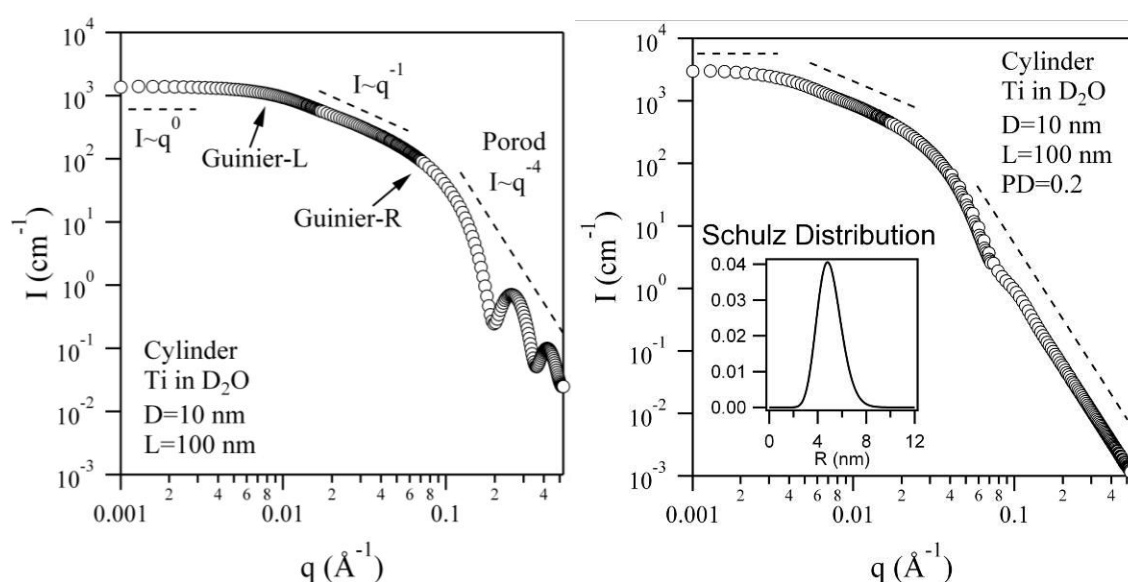 10^4
10^3
10^2
10^1
10^0
10^-1
10^-2
10^-3
I (cm^-1)
I~q^0
Guinier-L
I~q^-1
Guinier-R
Porod
I~q^-4
Cylinder
Ti in D₂O
D=10 nm
L=100 nm
2 4 6 8 2 4 6 8 2 4
0.001 0.01 0.1
q (Å^-1)
10^4
10^3
10^2
10^1
10^0
10^-1
10^-2
10^-3
I (cm^-1)
Cylinder
Ti in D₂O
D=10 nm
L=100 nm
PD=0.2
Schulz Distribution
0.04
0.03
0.02
0.01
0.00
0 4 8 12
R (nm)
2 4 6 8 2 4 6 8 2 4
0.001 0.01 0.1
q (Å^-1)